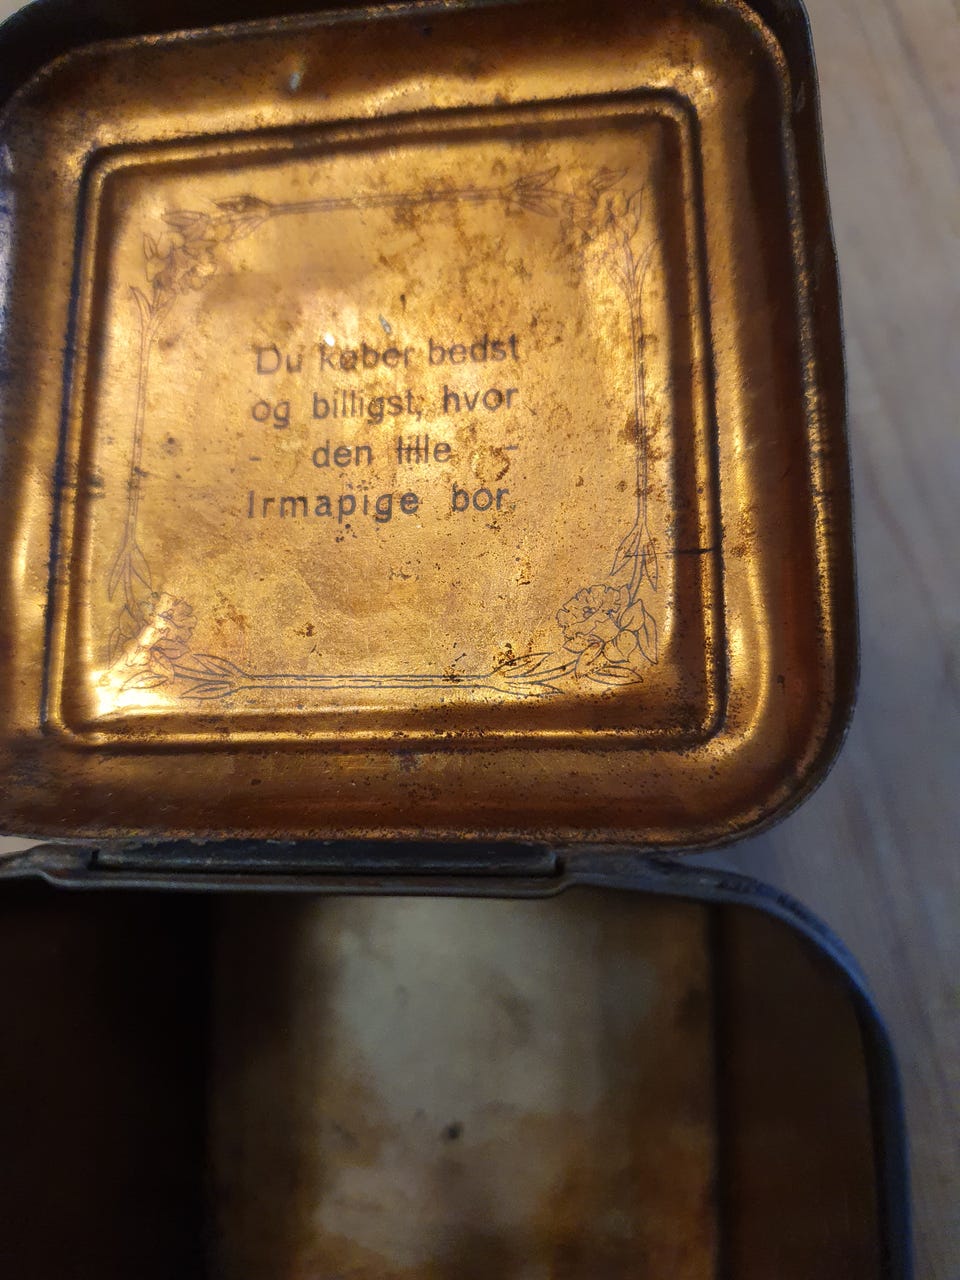 Du køber bedst
og billigst, hvor
- den lille -
Irmapige bor.